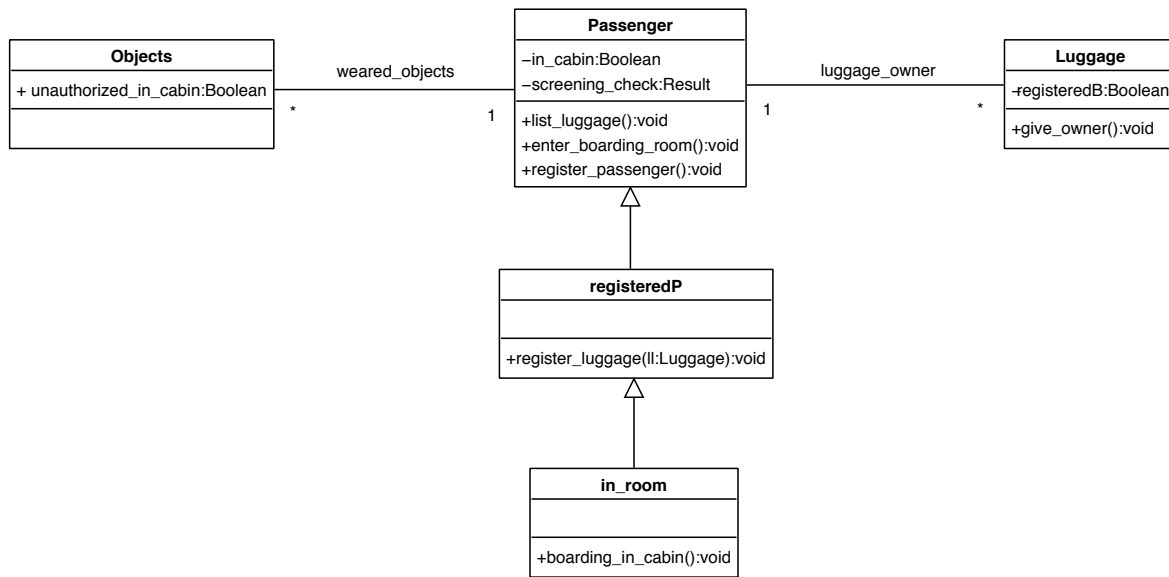 Passenger
−in_cabin:Boolean
−screening_check:Result
+list_luggage():void
+enter_boarding_room():void
+register_passenger():void
Objects
+ unauthorized_in_cabin:Boolean
weared_objects
*
1
luggage_owner
1
*
Luggage
−registeredB:Boolean
+give_owner():void
registeredP
+register_luggage(ll:Luggage):void
in_room
+boarding_in_cabin():void